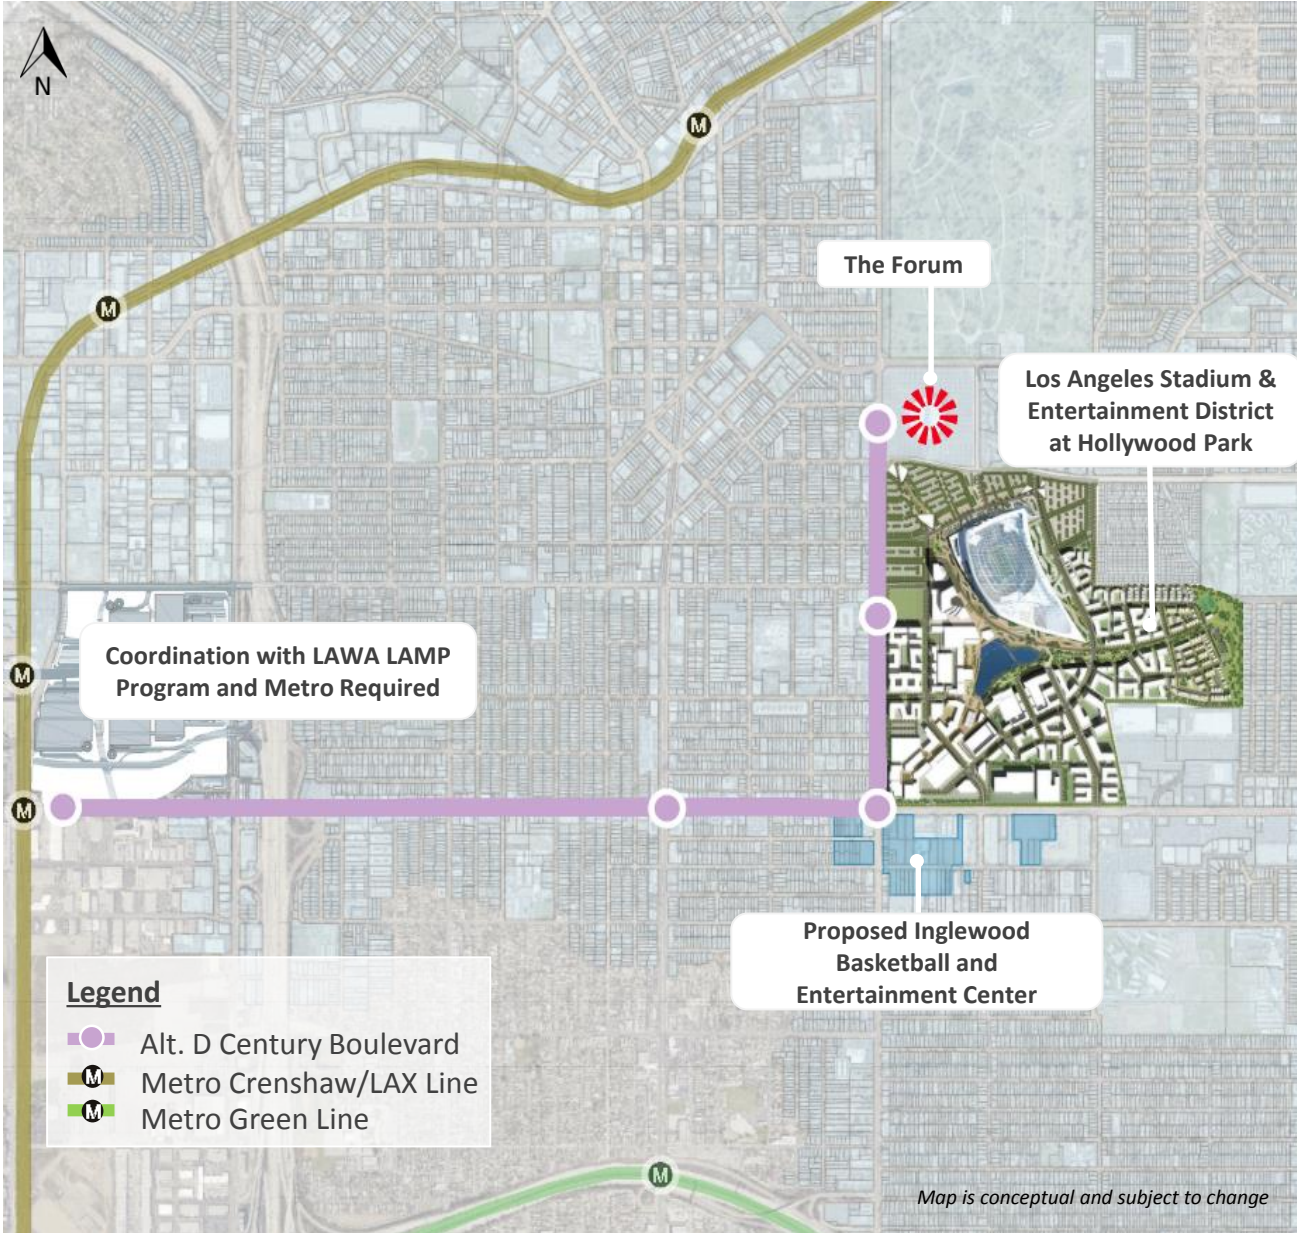 N
M
M
The Forum
Los Angeles Stadium &
Entertainment District
at Hollywood Park
Coordination with LAWA LAMP
Program and Metro Required
M
M
Proposed Inglewood
Basketball and
Entertainment Center
Legend
Alt. D Century Boulevard
M Metro Crenshaw/LAX Line
M Metro Green Line
M
Map is conceptual and subject to change